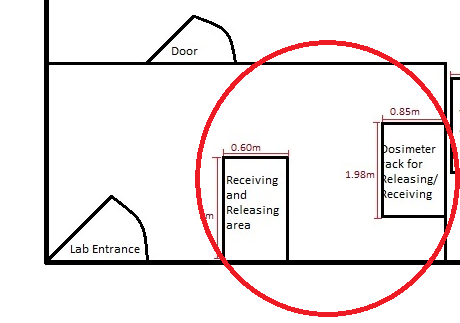 Door
0.85m
0.60m
Dosimeter
rack for
Releasing/
Receiving
1.98m
Receiving
and
Releasing
area
m
Lab Entrance